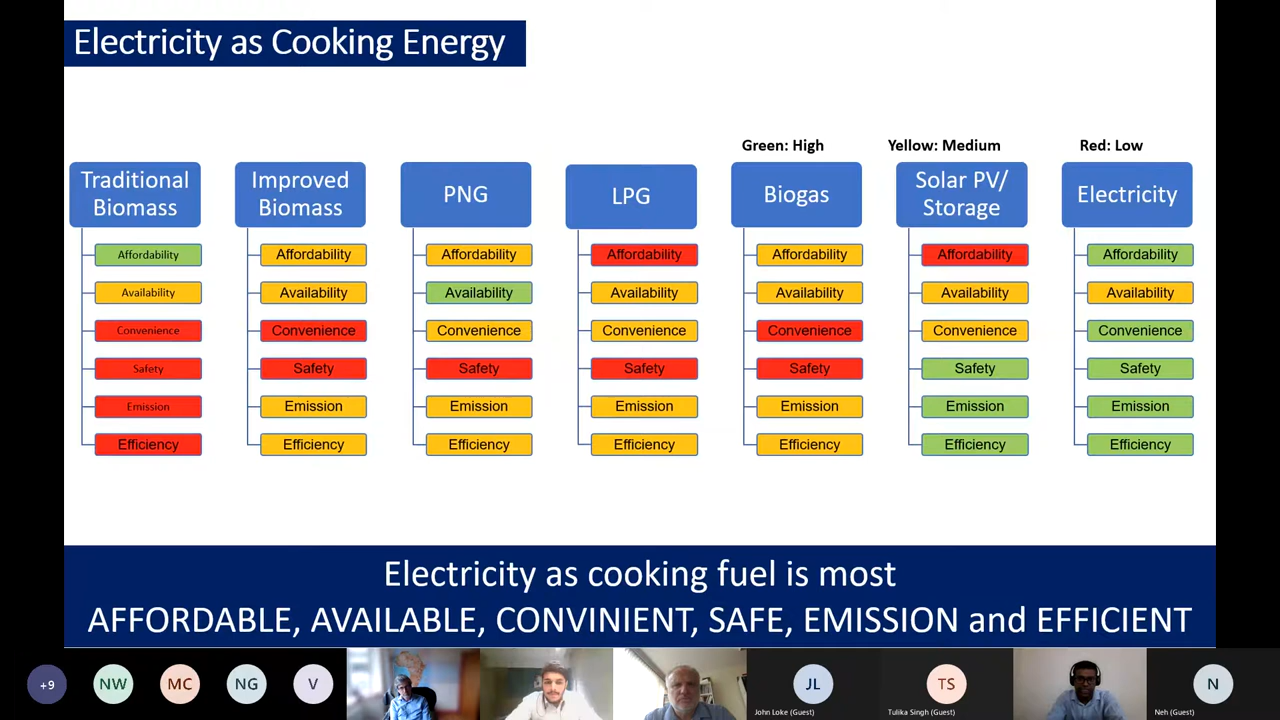 Electricity as Cooking Energy
Green: High
Yellow: Medium
Red: Low
Traditional
Biomass
Affordability
Availability
Convenience
Safety
Emission
Efficiency
Improved
Biomass
Affordability
Availability
Convenience
Safety
Emission
Efficiency
PNG
Affordability
Availability
Convenience
Safety
Emission
Efficiency
LPG
Affordability
Availability
Convenience
Safety
Emission
Efficiency
Biogas
Affordability
Availability
Convenience
Safety
Emission
Efficiency
Solar PV/
Storage
Affordability
Availability
Convenience
Safety
Emission
Efficiency
Electricity
Affordability
Availability
Convenience
Safety
Emission
Efficiency
Electricity as cooking fuel is most
AFFORDABLE, AVAILABLE, CONVINIENT, SAFE, EMISSION and EFFICIENT
+9
NW
MC
NG
V
JL
John Loke (Guest)
TS
Tulika Singh (Guest)
N
Neh (Guest)